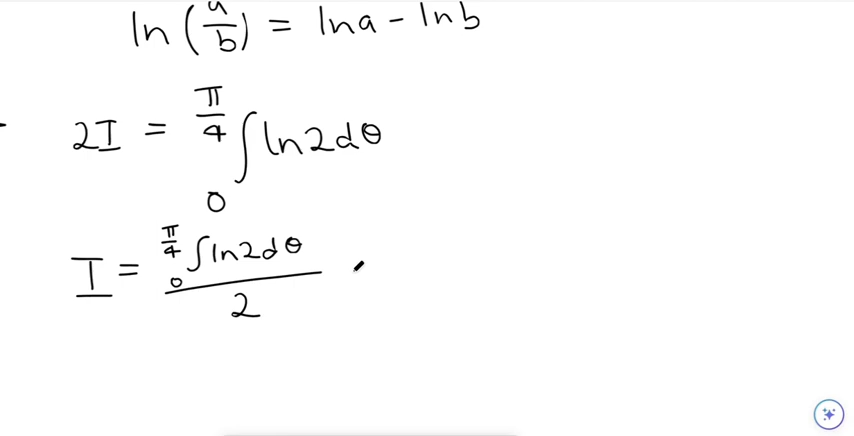 ln (a/b) = lna - lnb
2I = π/4 ∫ 0 ln2dθ
I = π/4 ∫ 0 ln2dθ / 2